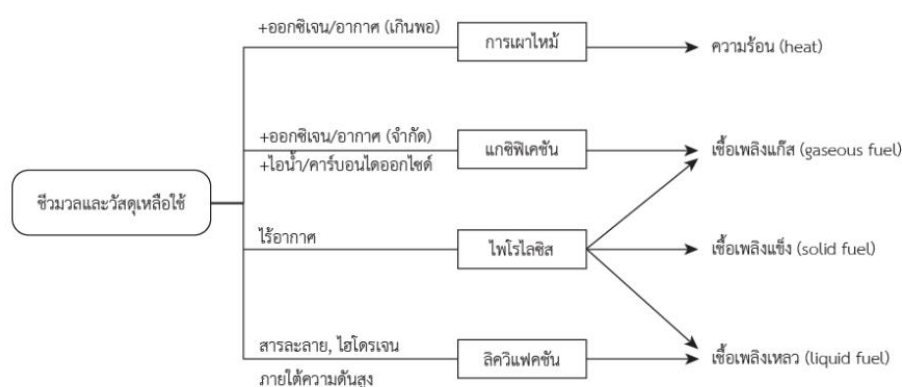 +ออกซิเจน/อากาศ (เกินพอ)
การเผาไหม้
ความร้อน (heat)
+ออกซิเจน/อากาศ (จำกัด)
+ไอน้ำ/คาร์บอนไดออกไซด์
แกซิฟิเคชัน
เชื้อเพลิงแก๊ส (gaseous fuel)
ชีวมวลและวัสดุเหลือใช้
ไร้อากาศ
ไพโรไลซิส
เชื้อเพลิงแข็ง (solid fuel)
สารละลาย, ไฮโดรเจน
ภายใต้ความดันสูง
ลิควิแฟคชัน
เชื้อเพลิงเหลว (liquid fuel)